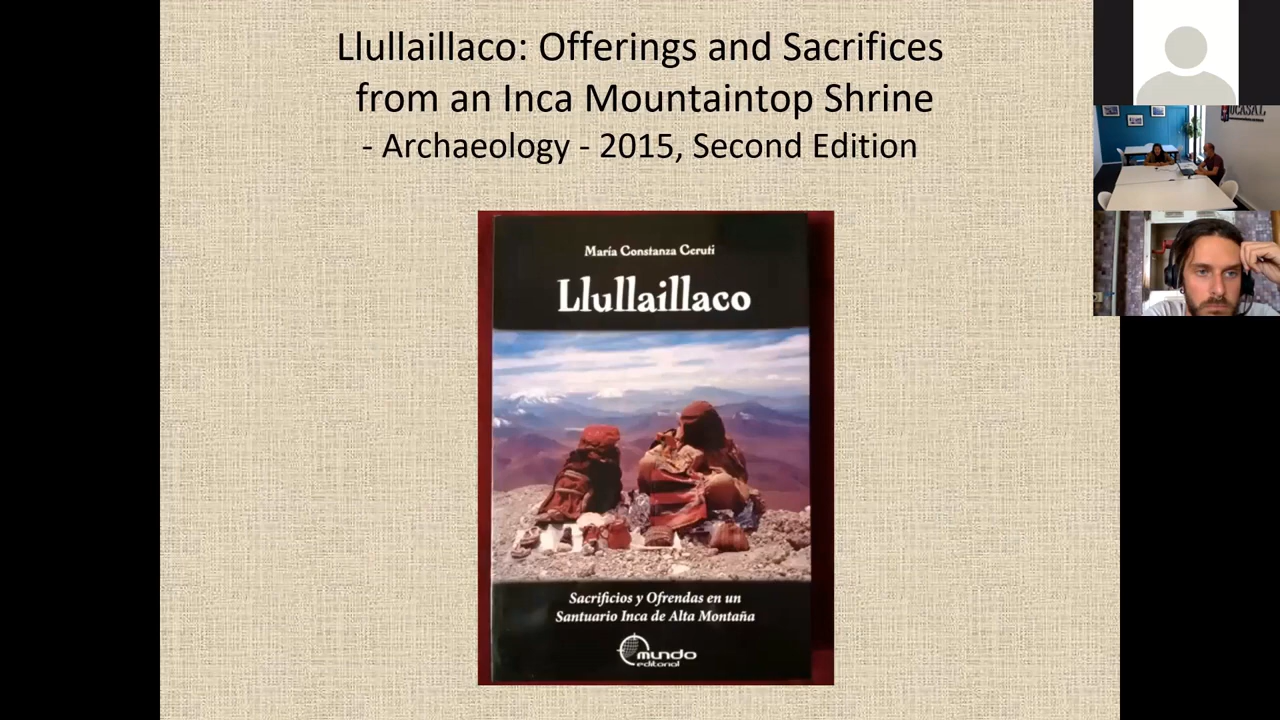 Llullaillaco: Offerings and Sacrifices
from an Inca Mountaintop Shrine
- Archaeology - 2015, Second Edition
María Constanza Ceruti
Llullaillaco
Sacrificios y Ofrendas en un
Santuario Inca de Alta Montaña
mundo
editorial
UCASAL